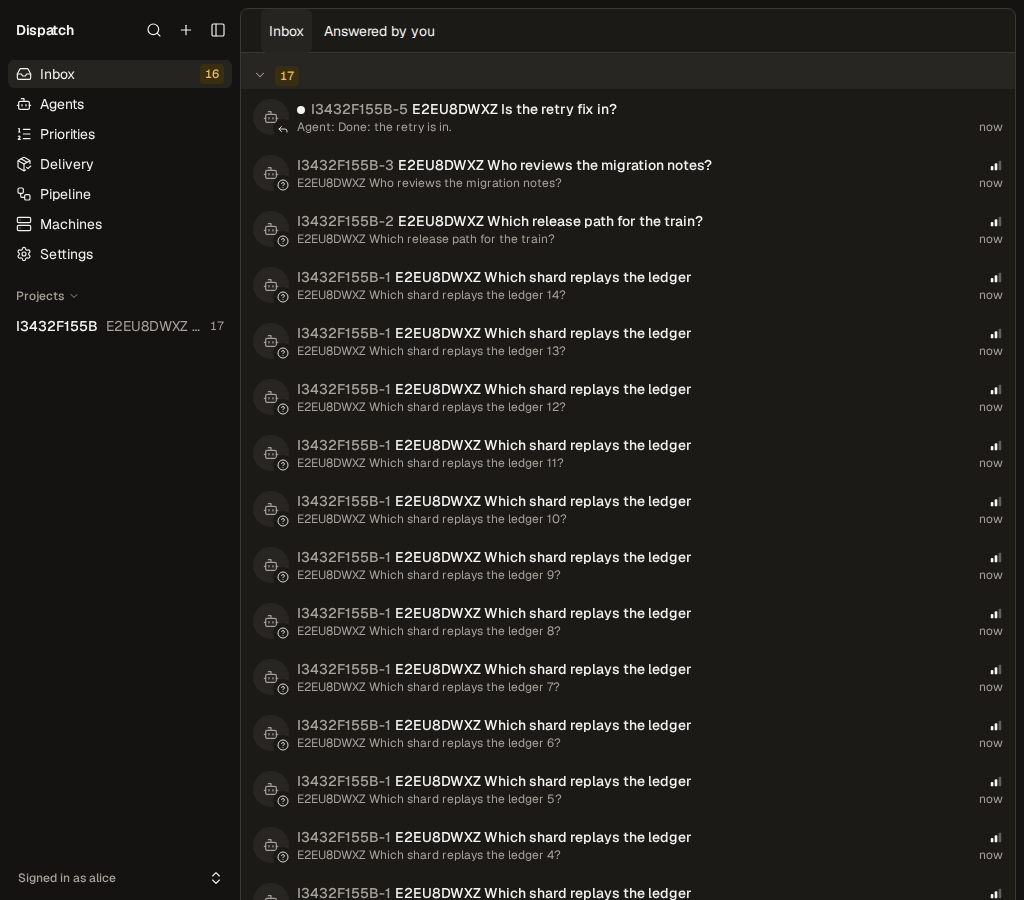 Dispatch
Inbox 16
Agents
Priorities
Delivery
Pipeline
Machines
Settings
Projects
I3432F155B E2EU8DWXZ ... 17
Signed in as alice
Inbox Answered by you
17
I3432F155B-5 E2EU8DWXZ Is the retry fix in?
Agent: Done: the retry is in. now
I3432F155B-3 E2EU8DWXZ Who reviews the migration notes?
E2EU8DWXZ Who reviews the migration notes? now
I3432F155B-2 E2EU8DWXZ Which release path for the train?
E2EU8DWXZ Which release path for the train? now
I3432F155B-1 E2EU8DWXZ Which shard replays the ledger
E2EU8DWXZ Which shard replays the ledger 14? now
I3432F155B-1 E2EU8DWXZ Which shard replays the ledger
E2EU8DWXZ Which shard replays the ledger 13? now
I3432F155B-1 E2EU8DWXZ Which shard replays the ledger
E2EU8DWXZ Which shard replays the ledger 12? now
I3432F155B-1 E2EU8DWXZ Which shard replays the ledger
E2EU8DWXZ Which shard replays the ledger 11? now
I3432F155B-1 E2EU8DWXZ Which shard replays the ledger
E2EU8DWXZ Which shard replays the ledger 10? now
I3432F155B-1 E2EU8DWXZ Which shard replays the ledger
E2EU8DWXZ Which shard replays the ledger 9? now
I3432F155B-1 E2EU8DWXZ Which shard replays the ledger
E2EU8DWXZ Which shard replays the ledger 8? now
I3432F155B-1 E2EU8DWXZ Which shard replays the ledger
E2EU8DWXZ Which shard replays the ledger 7? now
I3432F155B-1 E2EU8DWXZ Which shard replays the ledger
E2EU8DWXZ Which shard replays the ledger 6? now
I3432F155B-1 E2EU8DWXZ Which shard replays the ledger
E2EU8DWXZ Which shard replays the ledger 5? now
I3432F155B-1 E2EU8DWXZ Which shard replays the ledger
E2EU8DWXZ Which shard replays the ledger 4? now
I3432F155B-1 E2EU8DWXZ Which shard replays the ledger